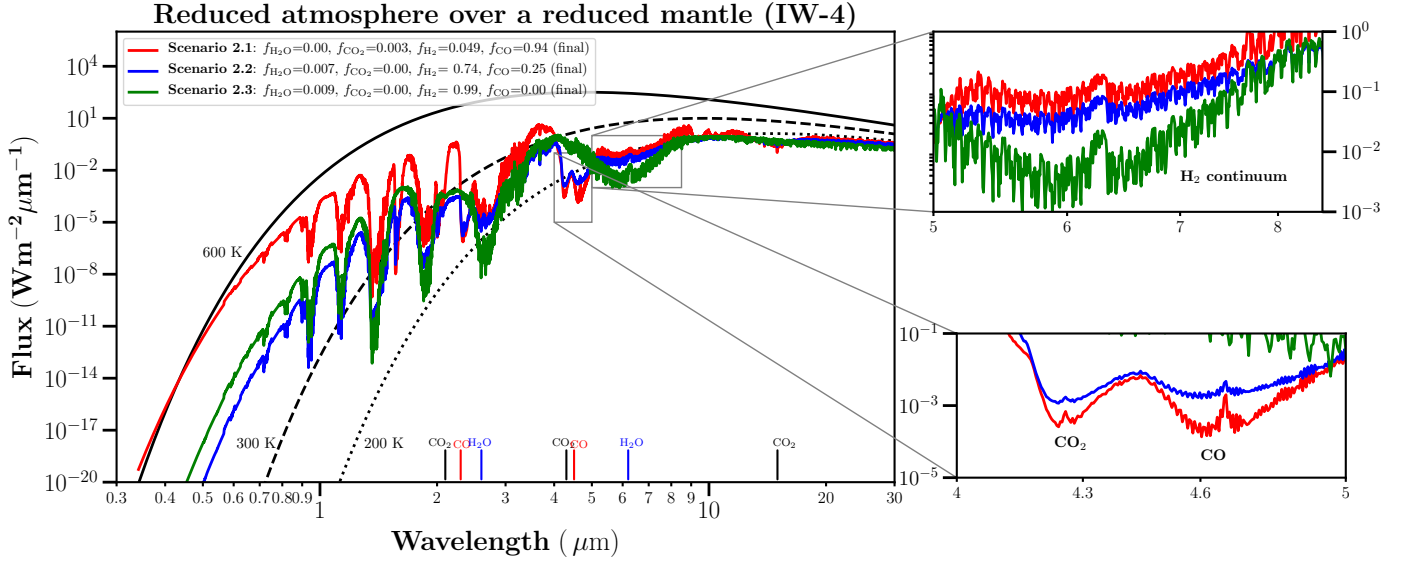 Reduced atmosphere over a reduced mantle (IW-4)
Scenario 2.1: f_H₂O=0.00, f_CO₂=0.003, f_H₂=0.049, f_CO=0.94 (final)
Scenario 2.2: f_H₂O=0.007, f_CO₂=0.00, f_H₂= 0.74, f_CO=0.25 (final)
Scenario 2.3: f_H₂O=0.009, f_CO₂=0.00, f_H₂= 0.99, f_CO=0.00 (final)
Flux (Wm⁻²μm⁻¹)
10⁴
10¹
10⁻²
10⁻⁵
10⁻⁸
10⁻¹¹
10⁻¹⁴
10⁻¹⁷
10⁻²⁰
600 K
300 K
200 K
CO₂ CO H₂O CO₂ CO H₂O CO₂
0.3 0.4 0.5 0.6 0.7 0.8 0.9 2 3 4 5 6 7 8 9 20 30
1 10
Wavelength ( μm)
10⁰
10⁻¹
10⁻²
10⁻³
H₂ continuum
5 6 7 8
10⁻¹
10⁻³
10⁻⁵
CO₂ CO
4 4.3 4.6 5